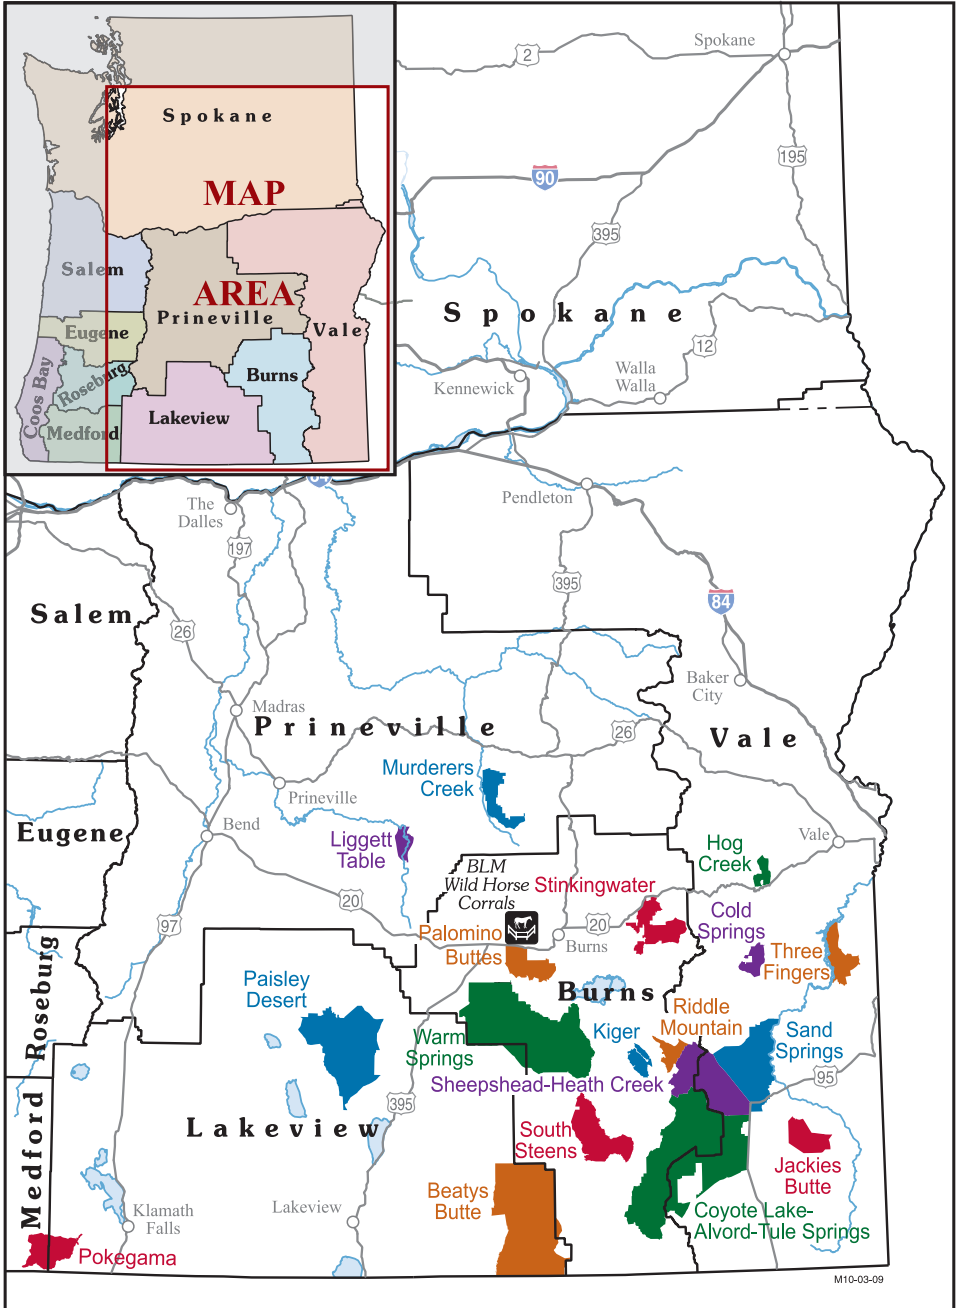 Spokane
MAP
AREA
Salem
Prineville
Eugene
Vale
Coos Bay
Roseburg
Burns
Lakeview
Medford
Spokane
2
195
90
395
Spokane
12
Walla
Walla
Kennewick
Pendleton
84
The
Dalles
197
395
84
Salem
26
Baker
City
Madras
Prineville
26
Vale
Murderers
Creek
Prineville
Eugene
Bend
Vale
Liggett
Table
Hog
Creek
BLM
Wild Horse
Corrals
Stinkingwater
20
97
20
Cold
Springs
Palomino
Buttes
Burns
Three
Fingers
Roseburg
Paisley
Desert
Burns
Riddle
Mountain
Warm
Springs
Kiger
Sand
Springs
Sheepshead-Heath Creek
95
395
Lakeview
South
Steens
Jackies
Butte
Medford
Beatys
Butte
Klamath
Falls
Lakeview
Coyote Lake-
Alvord-Tule Springs
Pokegama
M10-03-09